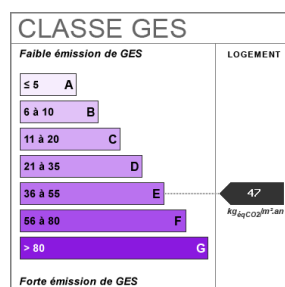 CLASSE GES
Faible émission de GES
LOGEMENT
≤ 5 A
6 à 10 B
11 à 20 C
21 à 35 D
36 à 55 E
47
kgéqCO2/m².an
56 à 80 F
> 80 G
Forte émission de GES